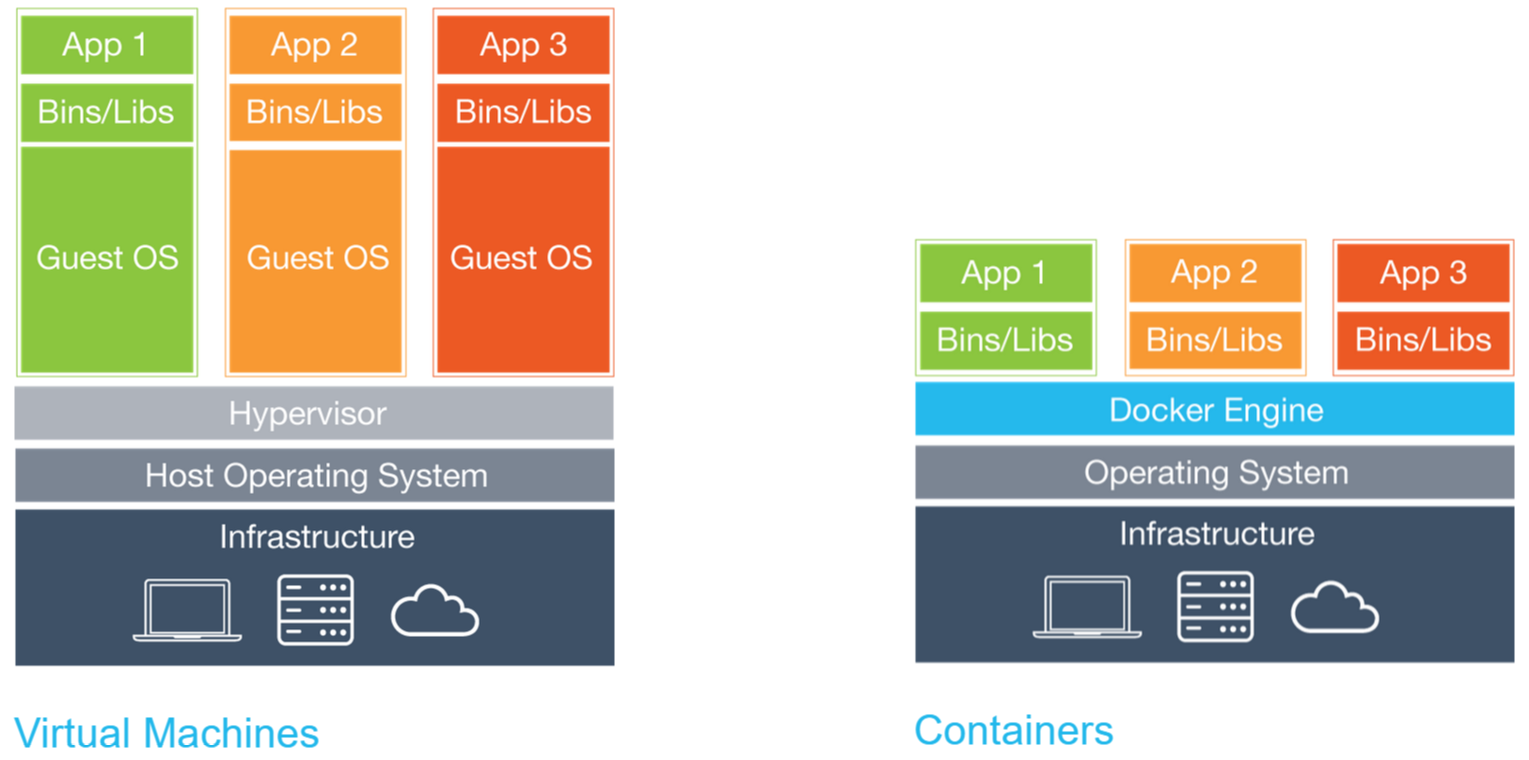 App 1
App 2
App 3
Bins/Libs
Bins/Libs
Bins/Libs
Guest OS
Guest OS
Guest OS
Hypervisor
Host Operating System
Infrastructure
Virtual Machines
App 1
App 2
App 3
Bins/Libs
Bins/Libs
Bins/Libs
Docker Engine
Operating System
Infrastructure
Containers